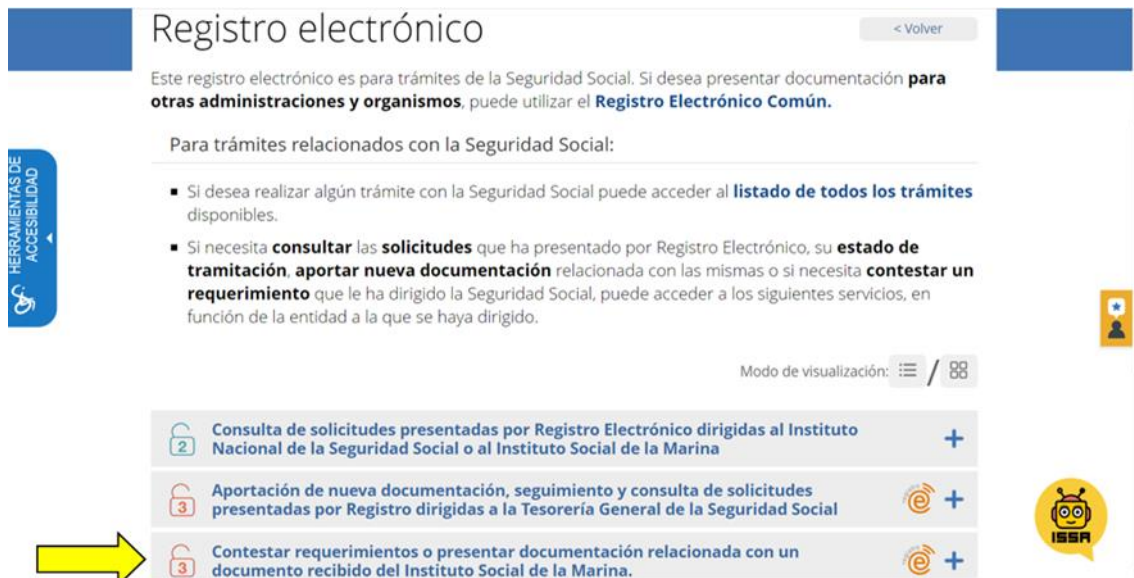 Registro electrónico
< Volver
Este registro electrónico es para trámites de la Seguridad Social. Si desea presentar documentación para
otras administraciones y organismos, puede utilizar el Registro Electrónico Común.
Para trámites relacionados con la Seguridad Social:
Si desea realizar algún trámite con la Seguridad Social puede acceder al listado de todos los trámites
disponibles.
Si necesita consultar las solicitudes que ha presentado por Registro Electrónico, su estado de
tramitación, aportar nueva documentación relacionada con las mismas o si necesita contestar un
requerimiento que le ha dirigido la Seguridad Social, puede acceder a los siguientes servicios, en
función de la entidad a la que se haya dirigido.
HERRAMIENTAS DE
ACCESIBILIDAD
Modo de visualización: /
2
Consulta de solicitudes presentadas por Registro Electrónico dirigidas al Instituto
Nacional de la Seguridad Social o al Instituto Social de la Marina
+
3
Aportación de nueva documentación, seguimiento y consulta de solicitudes
presentadas por Registro dirigidas a la Tesorería General de la Seguridad Social
+
3
Contestar requerimientos o presentar documentación relacionada con un
documento recibido del Instituto Social de la Marina.
+
ISSA